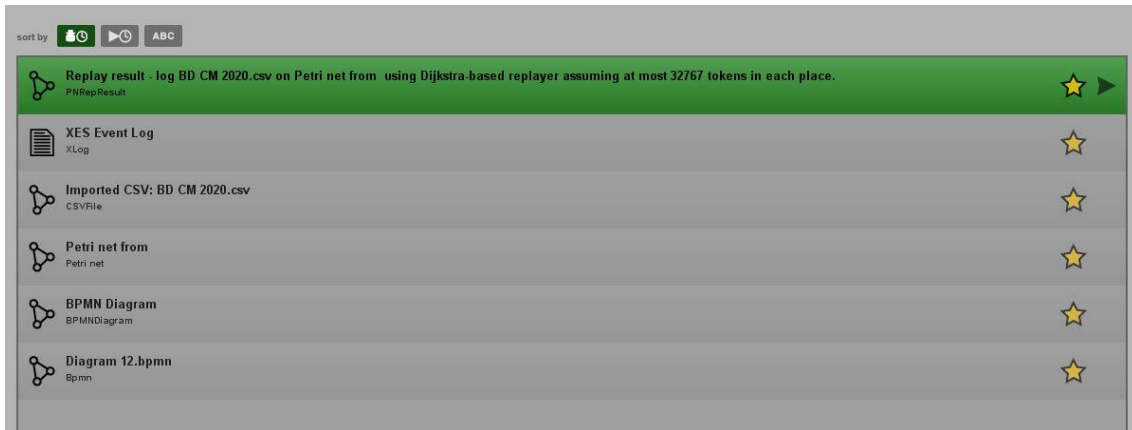 sort by ABC
Replay result - log BD CM 2020.csv on Petri net from using Dijkstra-based replayer assuming at most 32767 tokens in each place.
PNRepResult
XES Event Log
XLog
Imported CSV: BD CM 2020.csv
CSVFile
Petri net from
Petri net
BPMN Diagram
BPMNDiagram
Diagram 12.bpmn
Bpmn